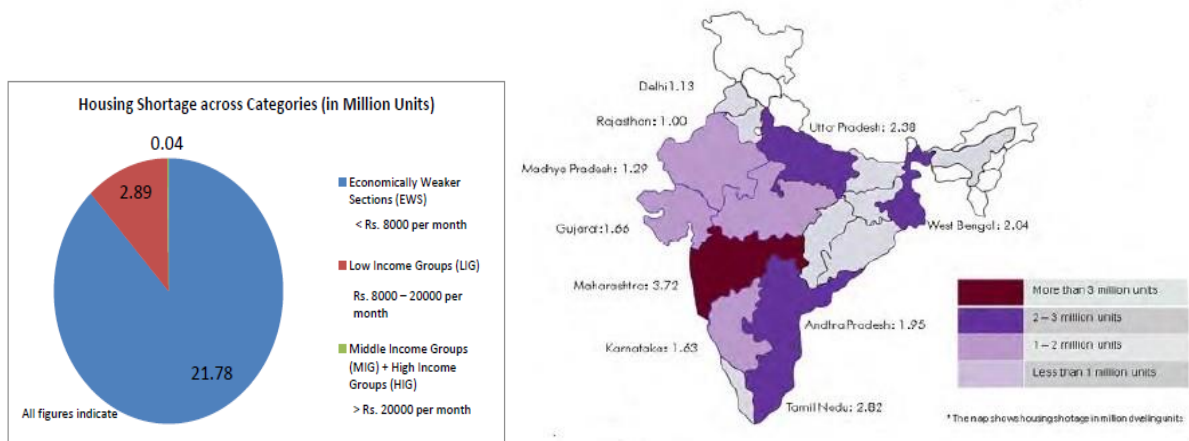 Housing Shortage across Categories (in Million Units)
0.04
2.89
21.78
Economically Weaker
Sections (EWS)
< Rs. 8000 per month
Low Income Groups (LIG)
Rs. 8000 – 20000 per
month
Middle Income Groups
(MIG) + High Income
Groups (HIG)
> Rs. 20000 per month
All figures indicate
Delhi 1.13
Rajasthan: 1.00
Uttar Pradesh: 2.38
Madhya Pradesh: 1.29
Gujarat: 1.66
West Bengal: 2.04
Maharashtra: 3.72
Andhra Pradesh: 1.95
Karnataka: 1.63
Tamil Nadu: 2.82
More than 3 million units
2 – 3 million units
1 – 2 million units
Less than 1 million units
* The map shows housing shotage in million dwelling units